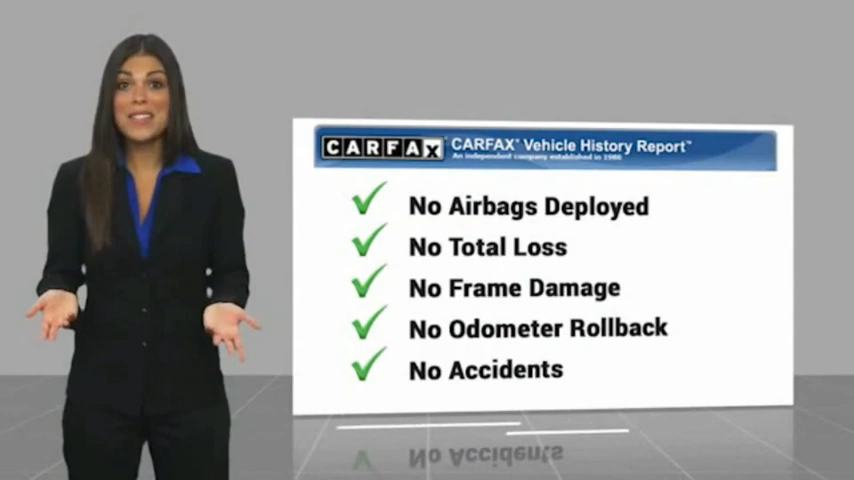 CARFAX CARFAX® Vehicle History Report™
An independent company established in 1986
No Airbags Deployed
No Total Loss
No Frame Damage
No Odometer Rollback
No Accidents
No Accidents